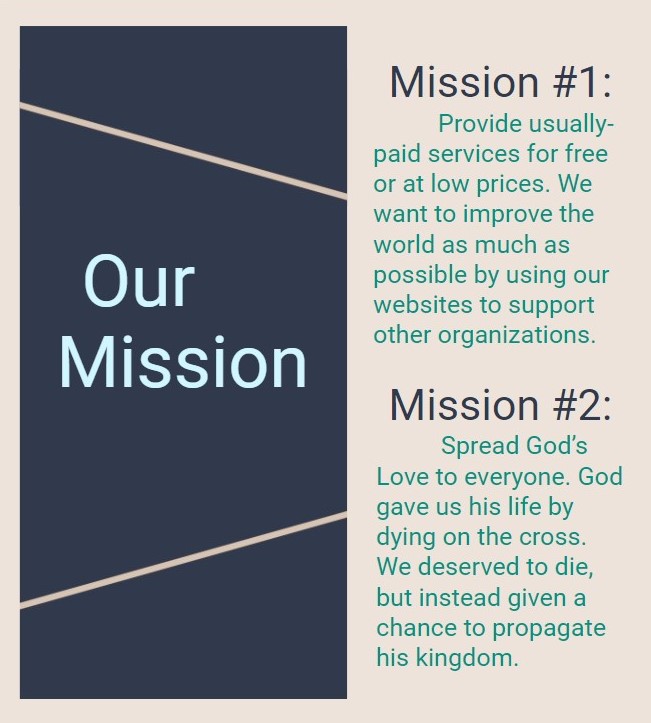 Our
Mission
Mission #1:
Provide usually-
paid services for free
or at low prices. We
want to improve the
world as much as
possible by using our
websites to support
other organizations.
Mission #2:
Spread God’s
Love to everyone. God
gave us his life by
dying on the cross.
We deserved to die,
but instead given a
chance to propagate
his kingdom.